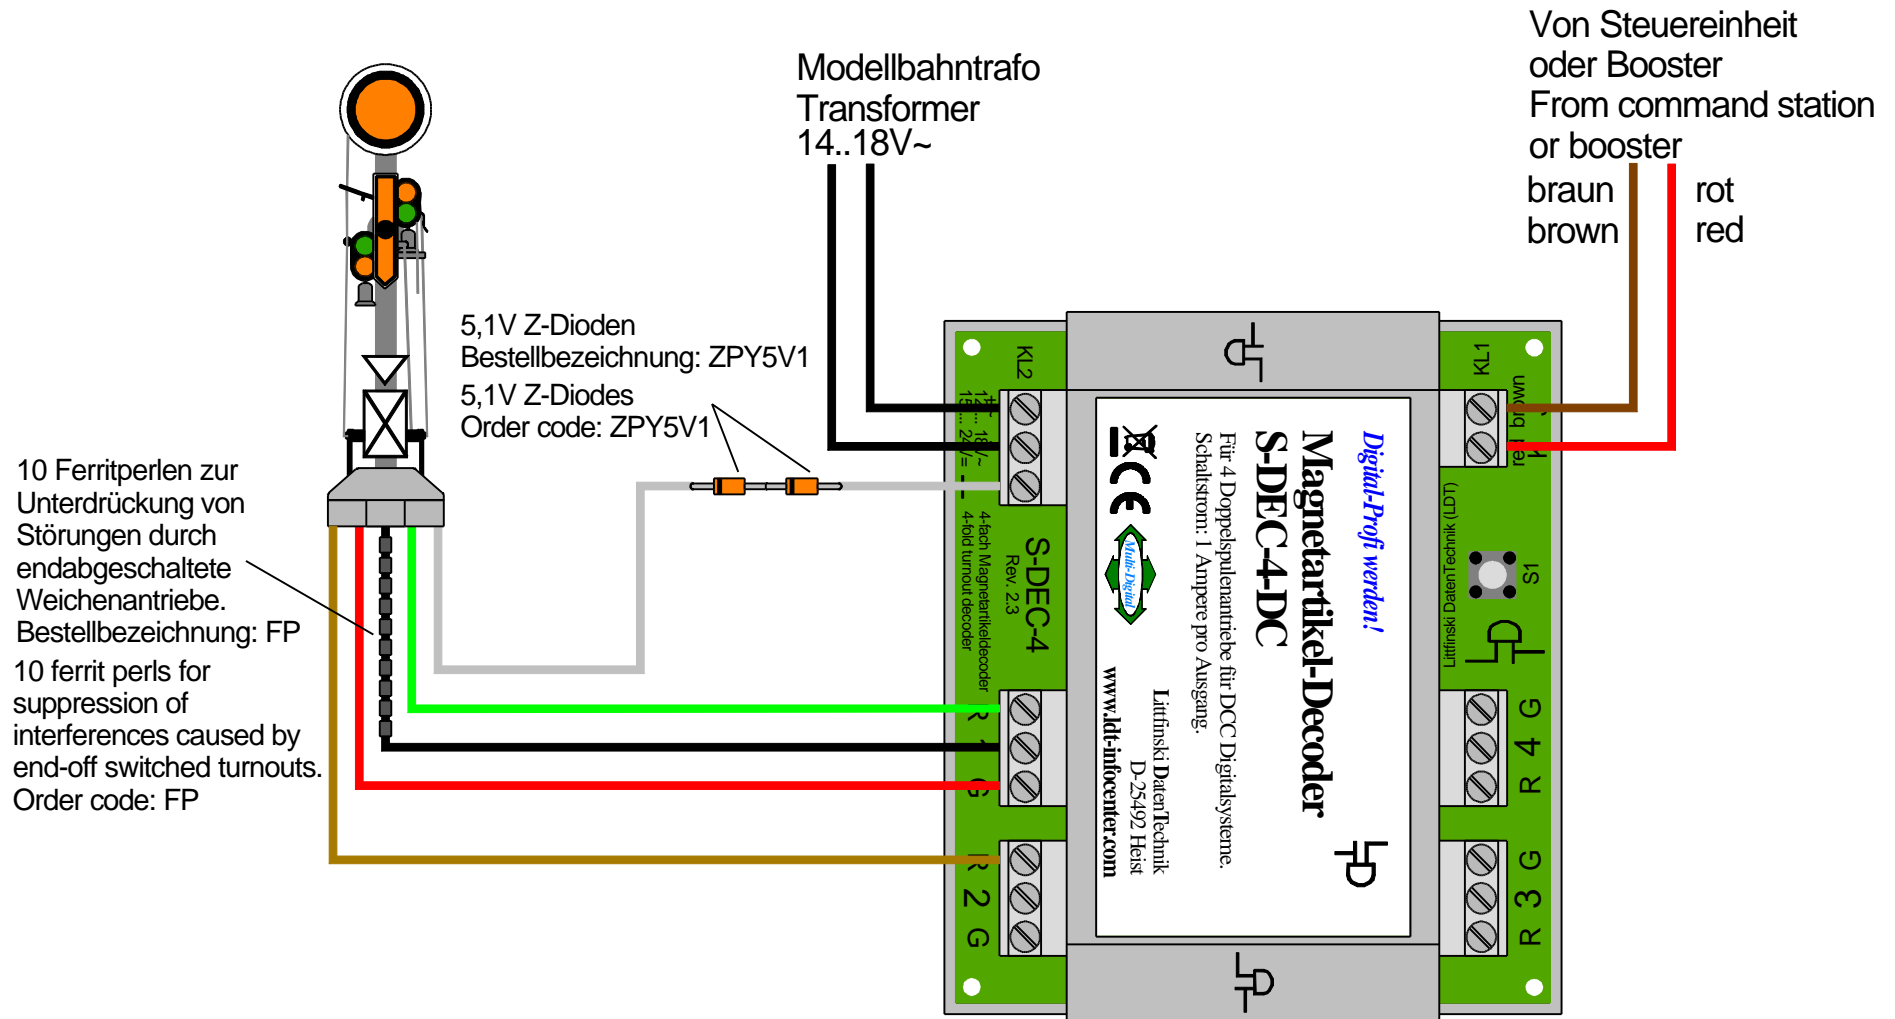 Von Steuereinheit
oder Booster
From command station
or booster
braun
brown
rot
red
Modellbahntrafo
Transformer
14..18V~
5,1V Z-Dioden
Bestellbezeichnung: ZPY5V1
5,1V Z-Diodes
Order code: ZPY5V1
10 Ferritperlen zur
Unterdrückung von
Störungen durch
endabgeschaltete
Weichenantriebe.
Bestellbezeichnung: FP
10 ferrit perls for
suppression of
interferences caused by
end-off switched turnouts.
Order code: FP
KL2
S-DEC-4
Rev. 2.3
4-fach Magnetartikeldecoder
4-fold turnout decoder
R
G
R 2 G
Digital-Profi werden!
Magnetartikel-Decoder
S-DEC-4-DC
Für 4 Doppelspulenantriebe für DCC Digitalsysteme.
Schaltstrom: 1 Ampere pro Ausgang.
CE
Multi-Digital
Littfinski DatenTechnik
D-25492 Heist
www.ldt-infocenter.com
KL1
red
brown
Littfinski DatenTechnik (LDT)
S1
R 4 G
R 3 G